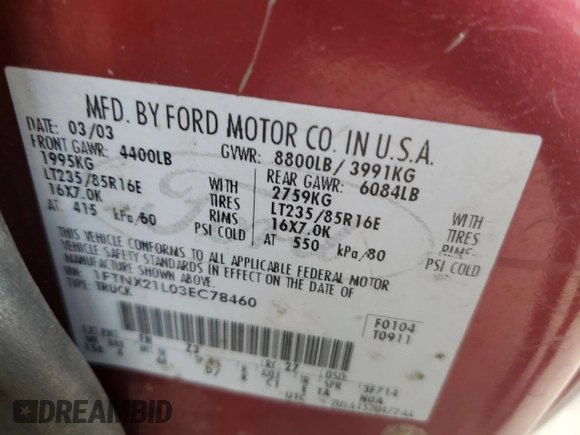 MFD. BY FORD MOTOR CO. IN U.S.A.
DATE: 03/03 GVWR: 8800LB/3991KG
FRONT GAWR: 4400LB REAR GAWR: 6084LB
1995KG WITH 2759KG WITH
LT235/85R16E TIRES LT235/85R16E TIRES
16X7.0K RIMS 16X7.0K RIMS
AT 415 kPa/60 PSI COLD AT 550 kPa/80 PSI COLD
THIS VEHICLE CONFORMS TO ALL APPLICABLE FEDERAL MOTOR
VEHICLE SAFETY STANDARDS IN EFFECT ON THE DATE OF
MANUFACTURE SHOWN ABOVE.
VIN: 1FTNX21L03EC78460
TYPE: TRUCK
F0104
T0911
Ford
DREAMBID